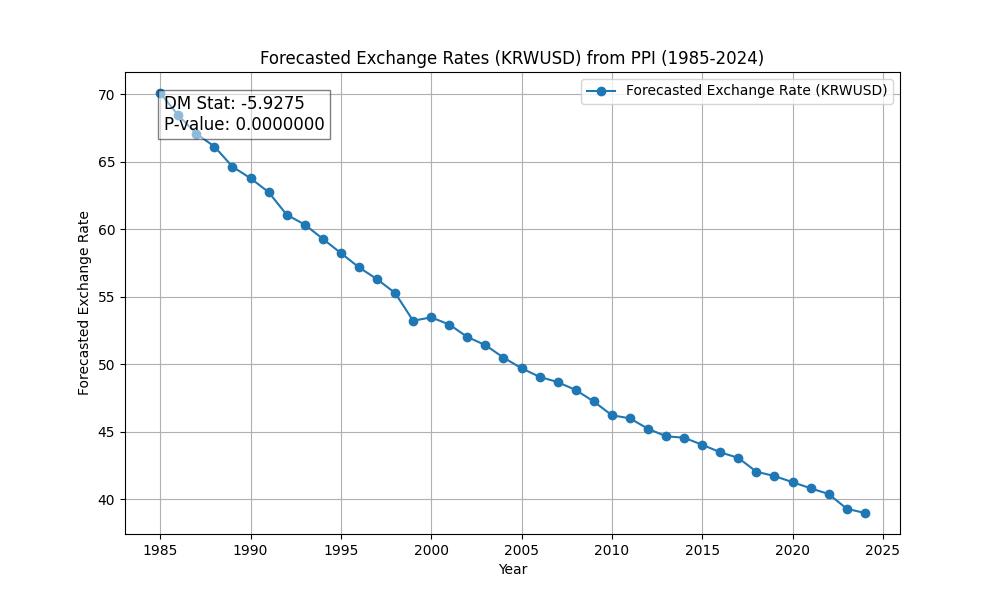 Forecasted Exchange Rates (KRWUSD) from PPI (1985-2024)
DM Stat: -5.9275
P-value: 0.0000000
Forecasted Exchange Rate (KRWUSD)
Forecasted Exchange Rate
70
65
60
55
50
45
40
1985
1990
1995
2000
2005
2010
2015
2020
2025
Year